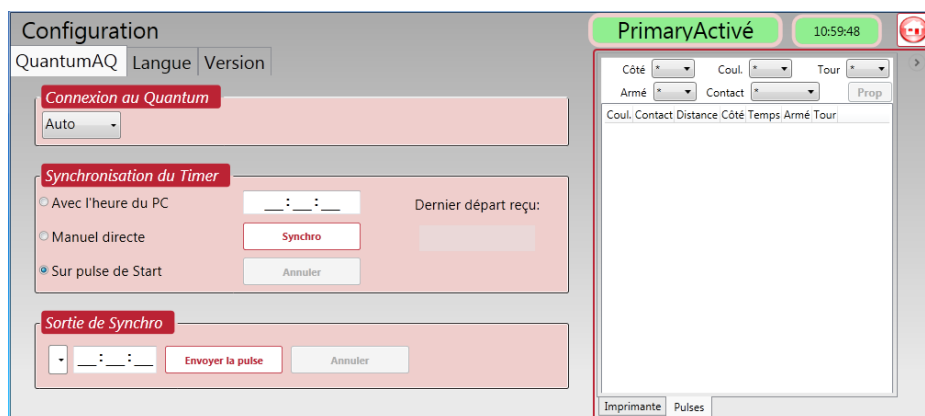 Configuration
PrimaryActivé
10:59:48
QuantumAQ Langue Version
Connexion au Quantum
Auto
Synchronisation du Timer
Avec l'heure du PC
__:__:__
Dernier départ reçu:
Manuel directe
Synchro
Sur pulse de Start
Annuler
Sortie de Synchro
__:__:__
Envoyer la pulse
Annuler
Côté * Coul. * Tour *
Armé * Contact * Prop
Coul. Contact Distance Côté Temps Armé Tour
Imprimante Pulses